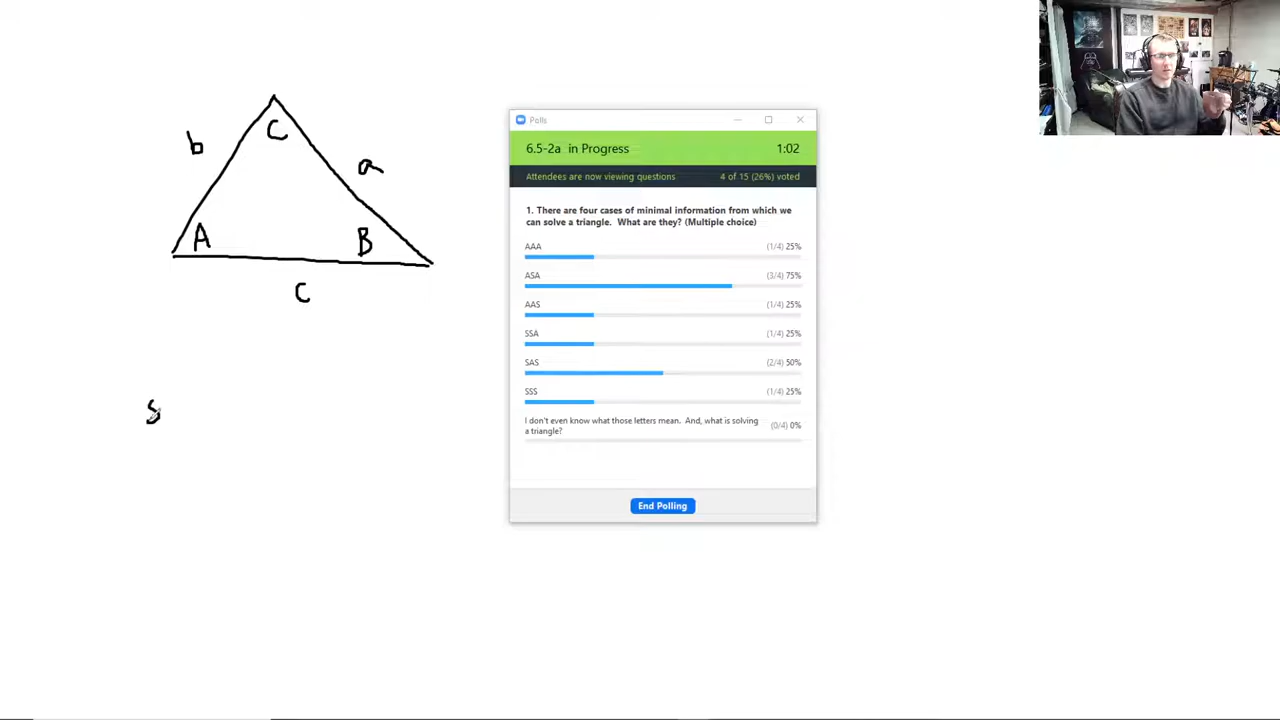 C
b
a
A
B
C
S
Polls
6.5-2a in Progress
1:02
Attendees are now viewing questions
4 of 15 (26%) voted
1. There are four cases of minimal information from which we
can solve a triangle. What are they? (Multiple choice)
AAA (1/4) 25%
ASA (3/4) 75%
AAS (1/4) 25%
SSA (1/4) 25%
SAS (2/4) 50%
SSS (1/4) 25%
I don't even know what those letters mean. And, what is solving
a triangle? (0/4) 0%
End Polling